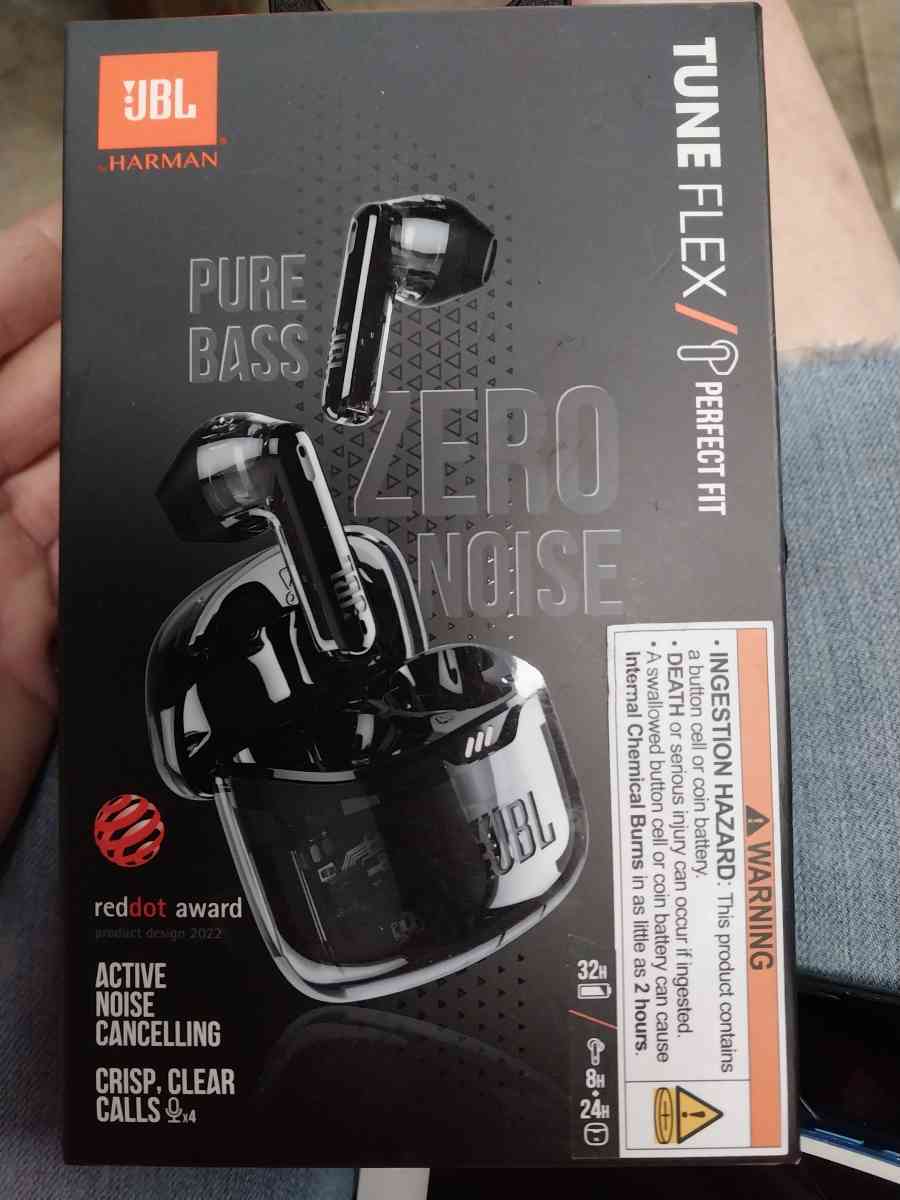 JBL
by HARMAN
TUNE FLEX /
PERFECT FIT
PURE
BASS
ZERO
NOISE
JBL
JBL
JBL
reddot award
product design 2022
ACTIVE
NOISE
CANCELLING
CRISP, CLEAR
CALLS x4
32H
8H
+
24H
WARNING
• INGESTION HAZARD: This product contains
a button cell or coin battery.
• DEATH or serious injury can occur if ingested.
• A swallowed button cell or coin battery can cause
Internal Chemical Burns in as little as 2 hours.